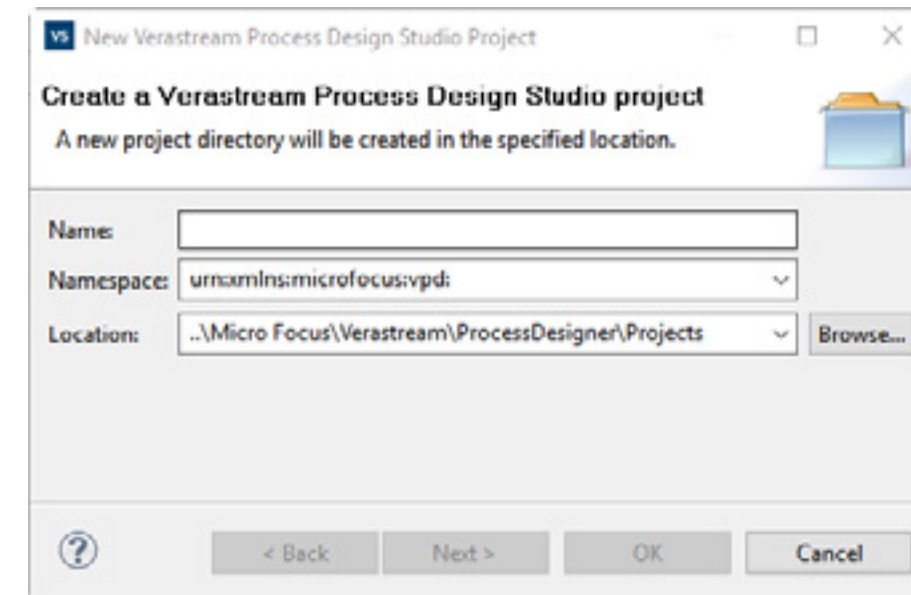 VS New Verastream Process Design Studio Project
Create a Verastream Process Design Studio project
A new project directory will be created in the specified location.
Name:
Namespace: urn:xmlns:microfocus:vpd:
Location: ..\Micro Focus\Verastream\ProcessDesigner\Projects Browse...
? < Back Next > OK Cancel